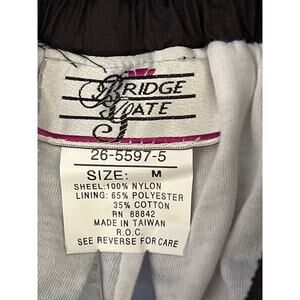 BRIDGE
GATE
26-5597-5
SIZE: M
SHEEL:100% NYLON
LINING: 65% POLYESTER
35% COTTON
RN 88842
MADE IN TAIWAN
R.O.C.
SEE REVERSE FOR CARE